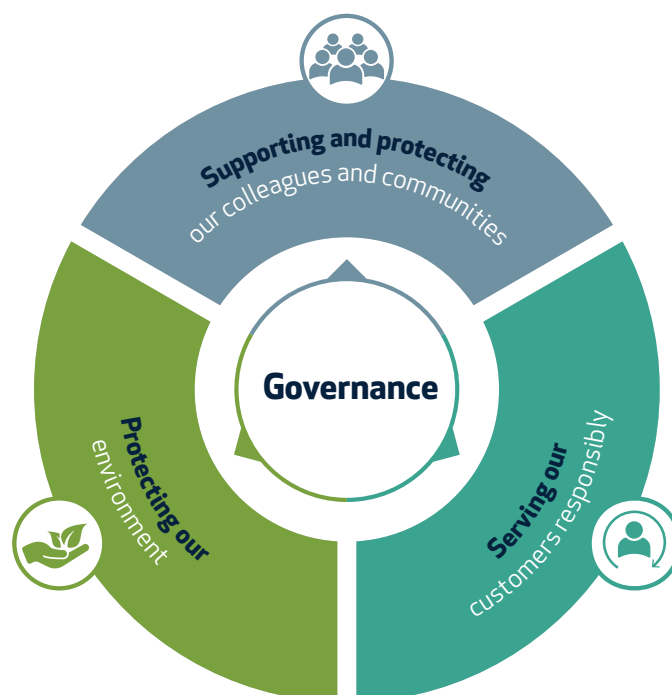 Supporting and protecting
our colleagues and communities
Governance
Protecting our
environment
Serving our
customers responsibly